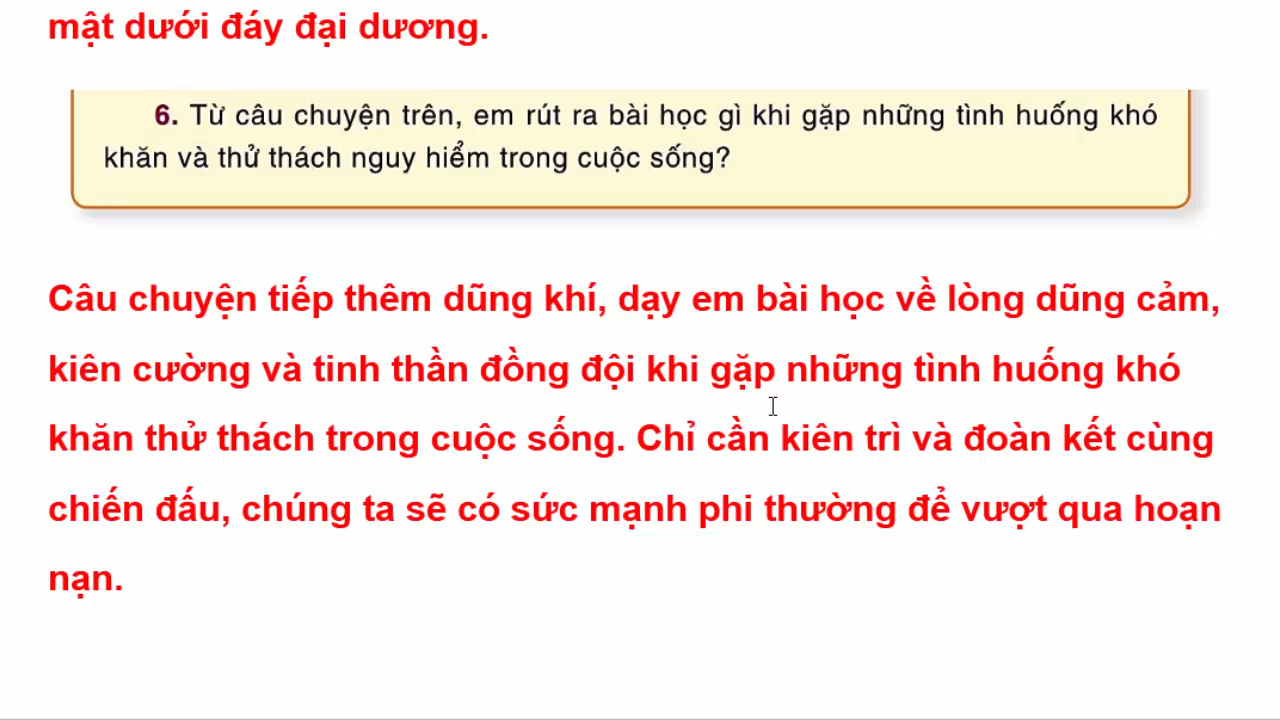 mật dưới đáy đại dương.
6. Từ câu chuyện trên, em rút ra bài học gì khi gặp những tình huống khó
khăn và thử thách nguy hiểm trong cuộc sống?
Câu chuyện tiếp thêm dũng khí, dạy em bài học về lòng dũng cảm,
kiên cường và tinh thần đồng đội khi gặp những tình huống khó
khăn thử thách trong cuộc sống. Chỉ cần kiên trì và đoàn kết cùng
chiến đấu, chúng ta sẽ có sức mạnh phi thường để vượt qua hoạn
nạn.